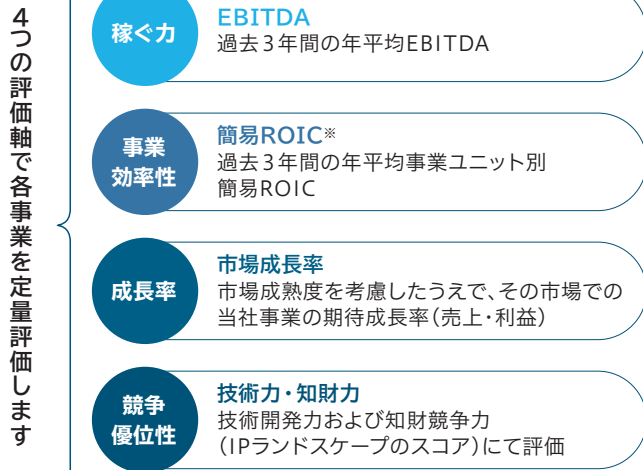 4つの評価軸で各事業を定量評価します
稼ぐ力
EBITDA
過去3年間の年平均EBITDA
事業
効率性
簡易ROIC※
過去3年間の年平均事業ユニット別
簡易ROIC
成長率
市場成長率
市場成熟度を考慮したうえで、その市場での
当社事業の期待成長率(売上・利益)
競争
優位性
技術力・知財力
技術開発力および知財競争力
(IPランドスケープのスコア)にて評価